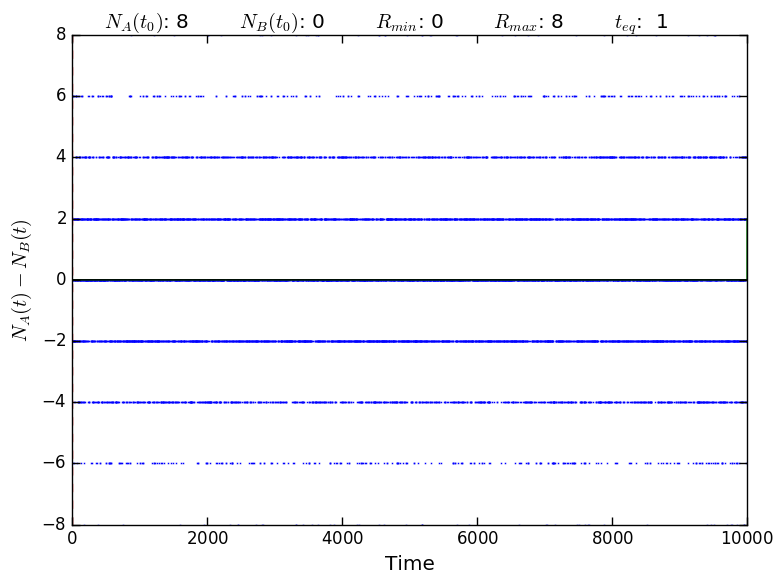 N_A(t_0): 8 N_B(t_0): 0 R_min: 0 R_max: 8 t_eq: 1
8
6
4
2
0
−2
−4
−6
−8
N_A(t) − N_B(t)
0 2000 4000 6000 8000 10000
Time